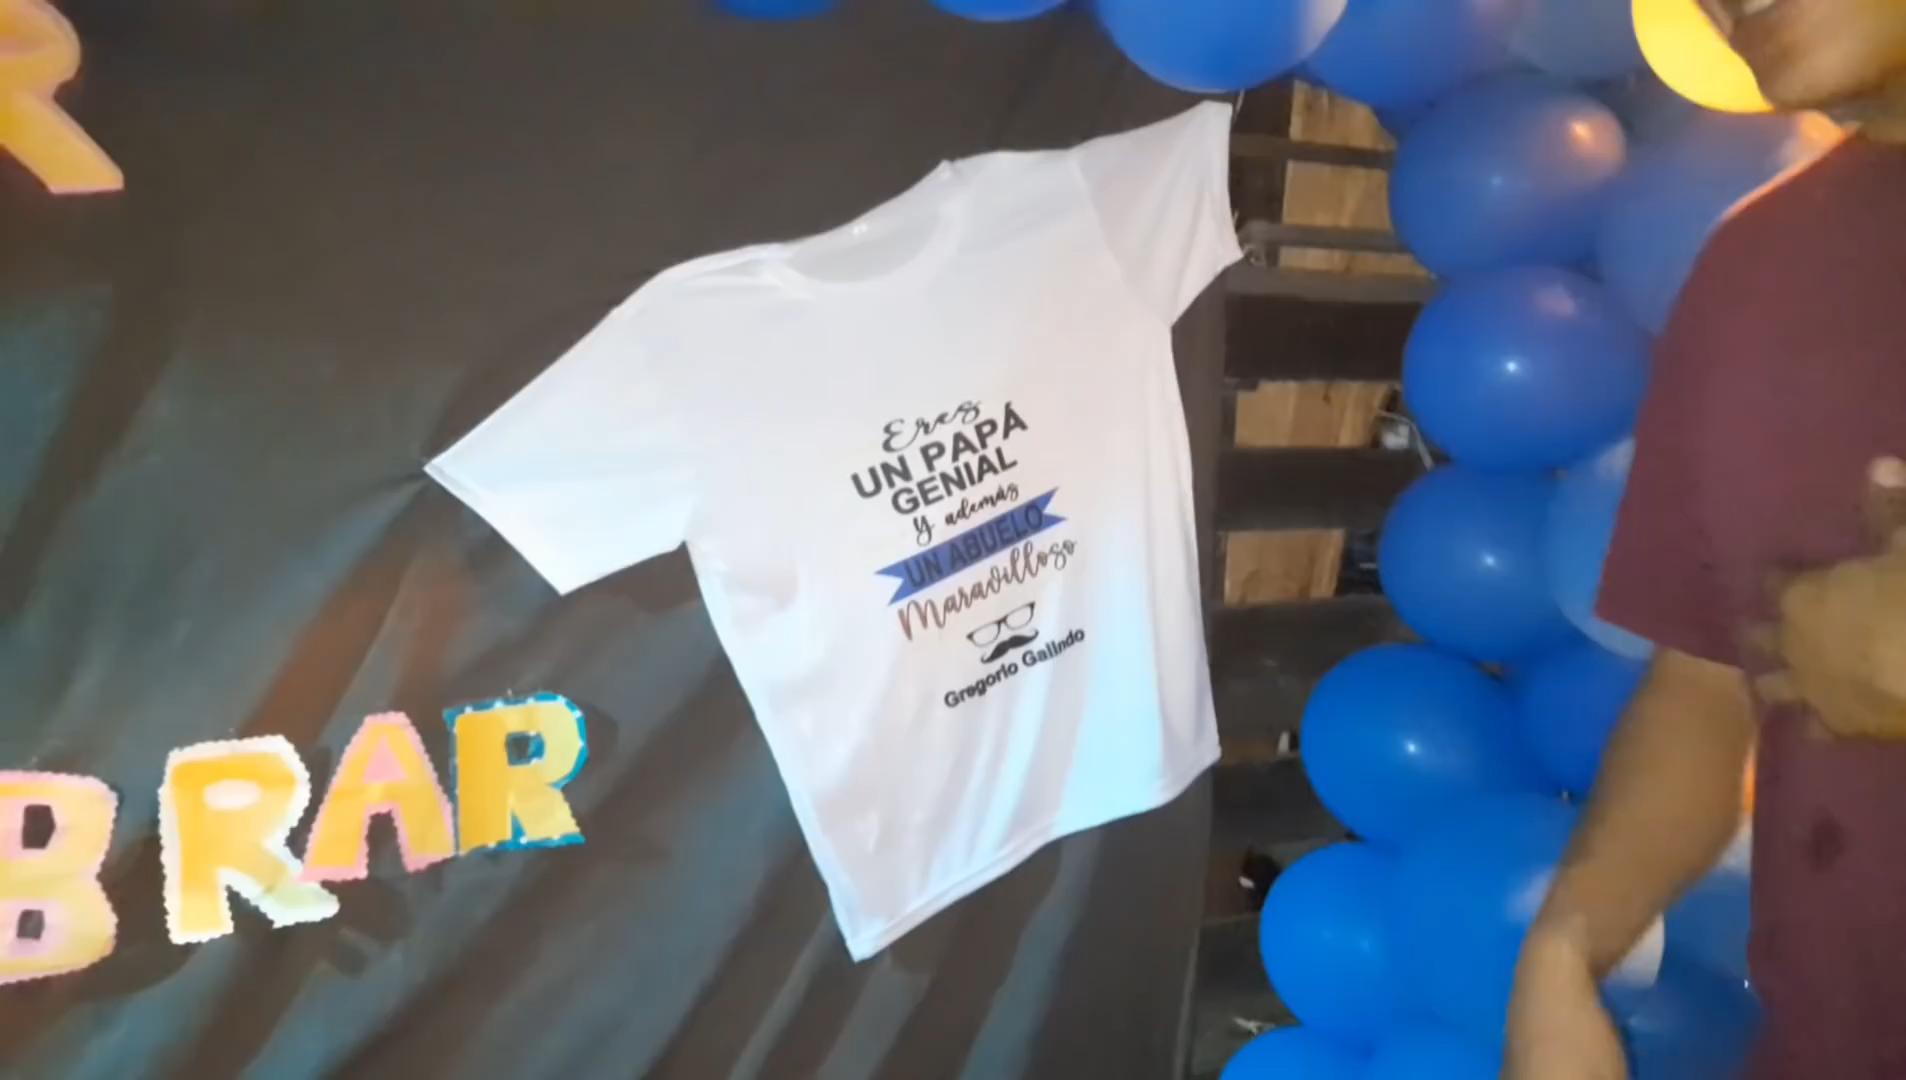 R
Eres
UN PAPÁ
GENIAL
y además
UN ABUELO
Maravilloso
Gregorio Galindo
BRAR